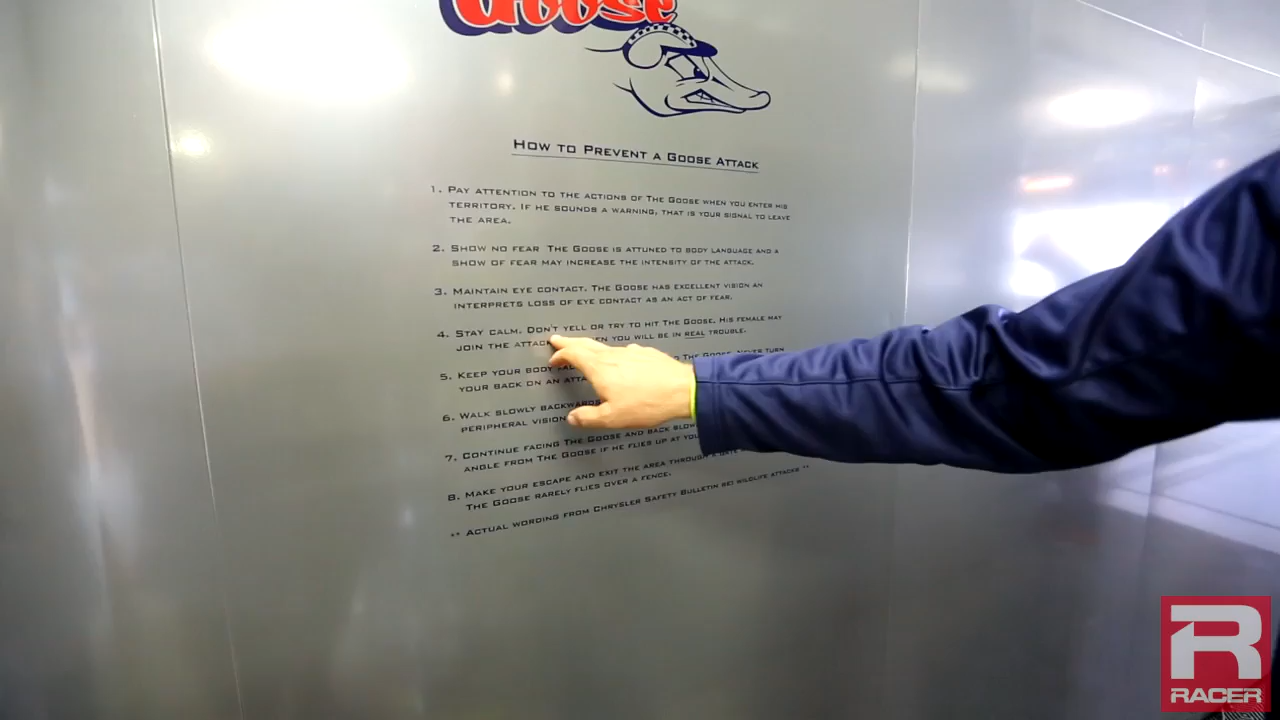 Goose
HOW TO PREVENT A GOOSE ATTACK
1. PAY ATTENTION TO THE ACTIONS OF THE GOOSE WHEN YOU ENTER HIS
TERRITORY. IF HE SOUNDS A WARNING, THAT IS YOUR SIGNAL TO LEAVE
THE AREA.
2. SHOW NO FEAR THE GOOSE IS ATTUNED TO BODY LANGUAGE AND A
SHOW OF FEAR MAY INCREASE THE INTENSITY OF THE ATTACK.
3. MAINTAIN EYE CONTACT. THE GOOSE HAS EXCELLENT VISION AN
INTERPRETS LOSS OF EYE CONTACT AS AN ACT OF FEAR.
4. STAY CALM. DON'T YELL OR TRY TO HIT THE GOOSE. HIS FEMALE MAY
JOIN THE YOU WILL BE IN REAL TROUBLE.
5. KEEP YOUR BODY THE GOOSE. NEVER TURN
YOUR BACK ON AN
6. WALK SLOWLY BACKWARDS
PERIPHERAL VISION
7. CONTINUE FACING THE GOOSE AND BACK
ANGLE FROM THE GOOSE IF HE FLIES UP AT
8. MAKE YOUR ESCAPE AND EXIT THE AREA THROUGH A
THE GOOSE RARELY FLIES OVER A FENCE.
** ACTUAL WORDING FROM CHRYSLER SAFETY BULLETIN RE: WILDLIFE ATTACKS **
R
RACER